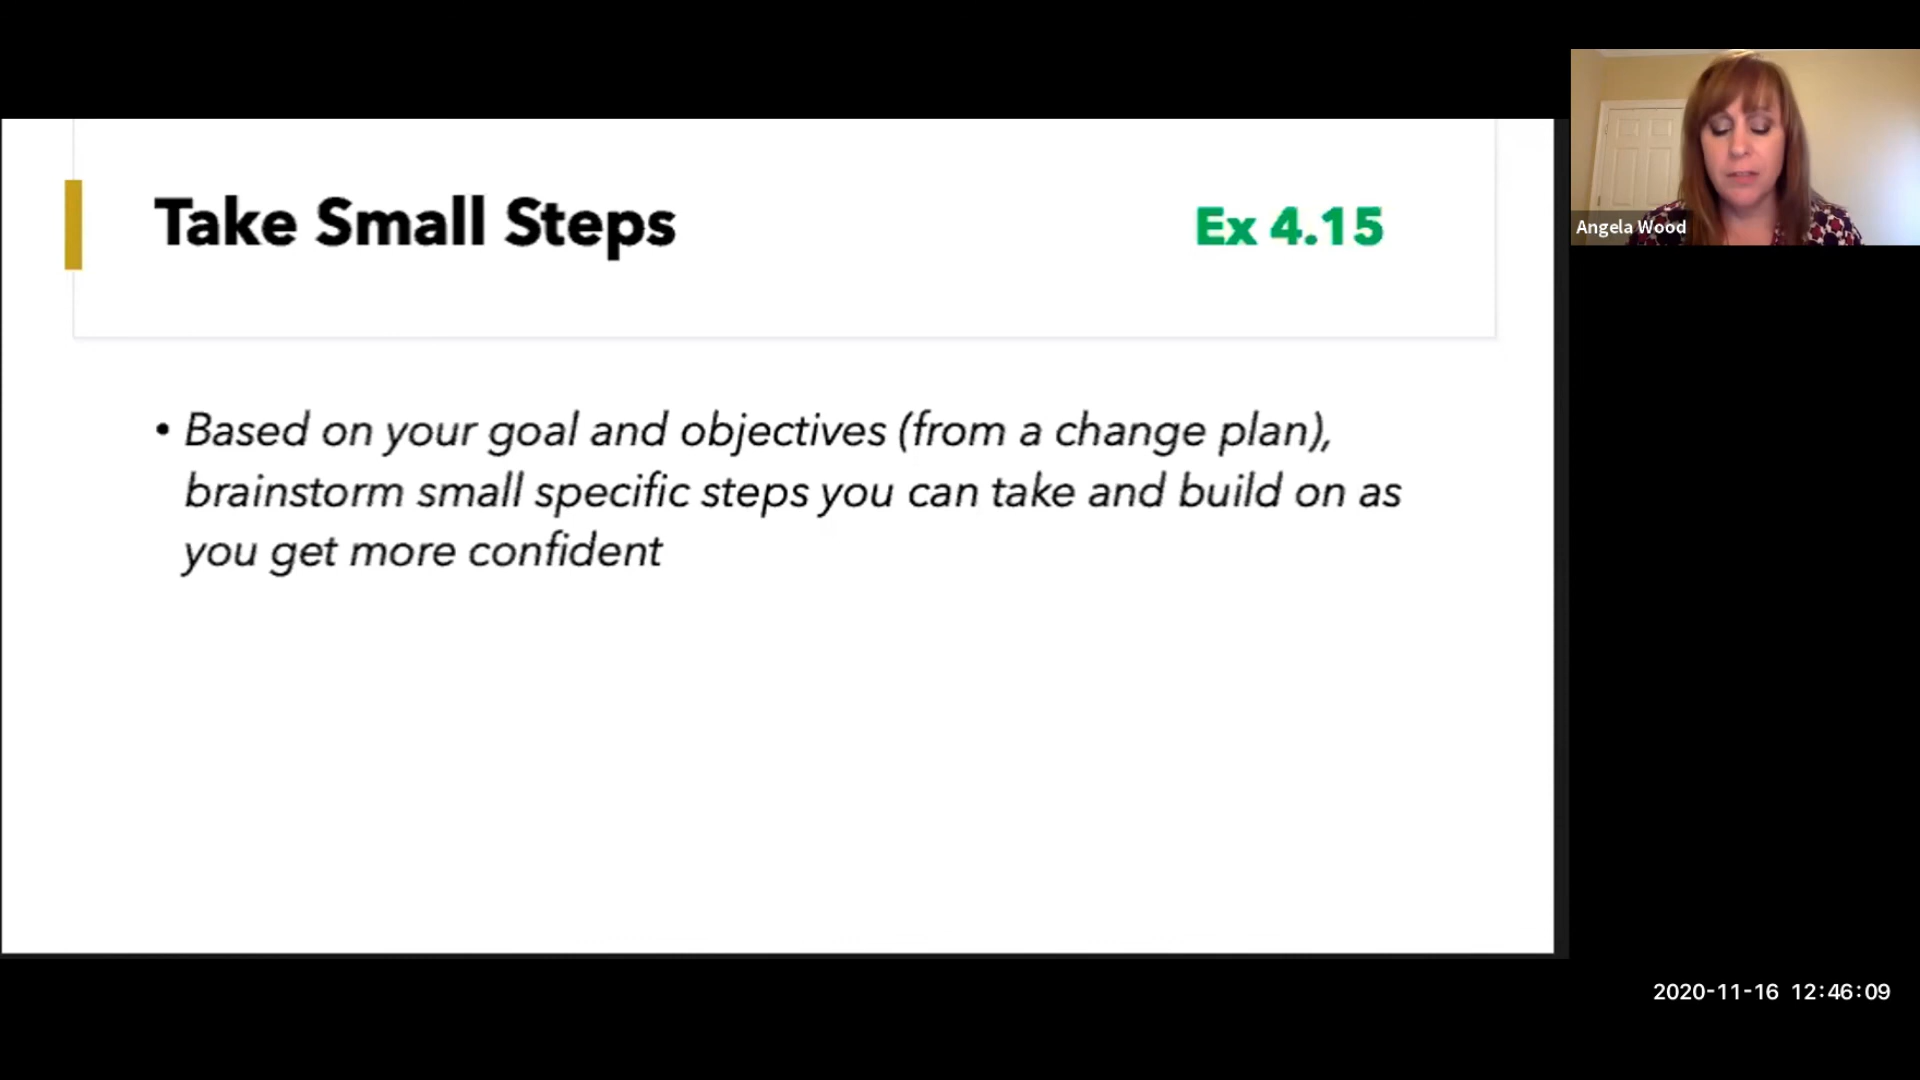 Take Small Steps
Ex 4.15
• Based on your goal and objectives (from a change plan),
brainstorm small specific steps you can take and build on as
you get more confident
Angela Wood
2020-11-16 12:46:09